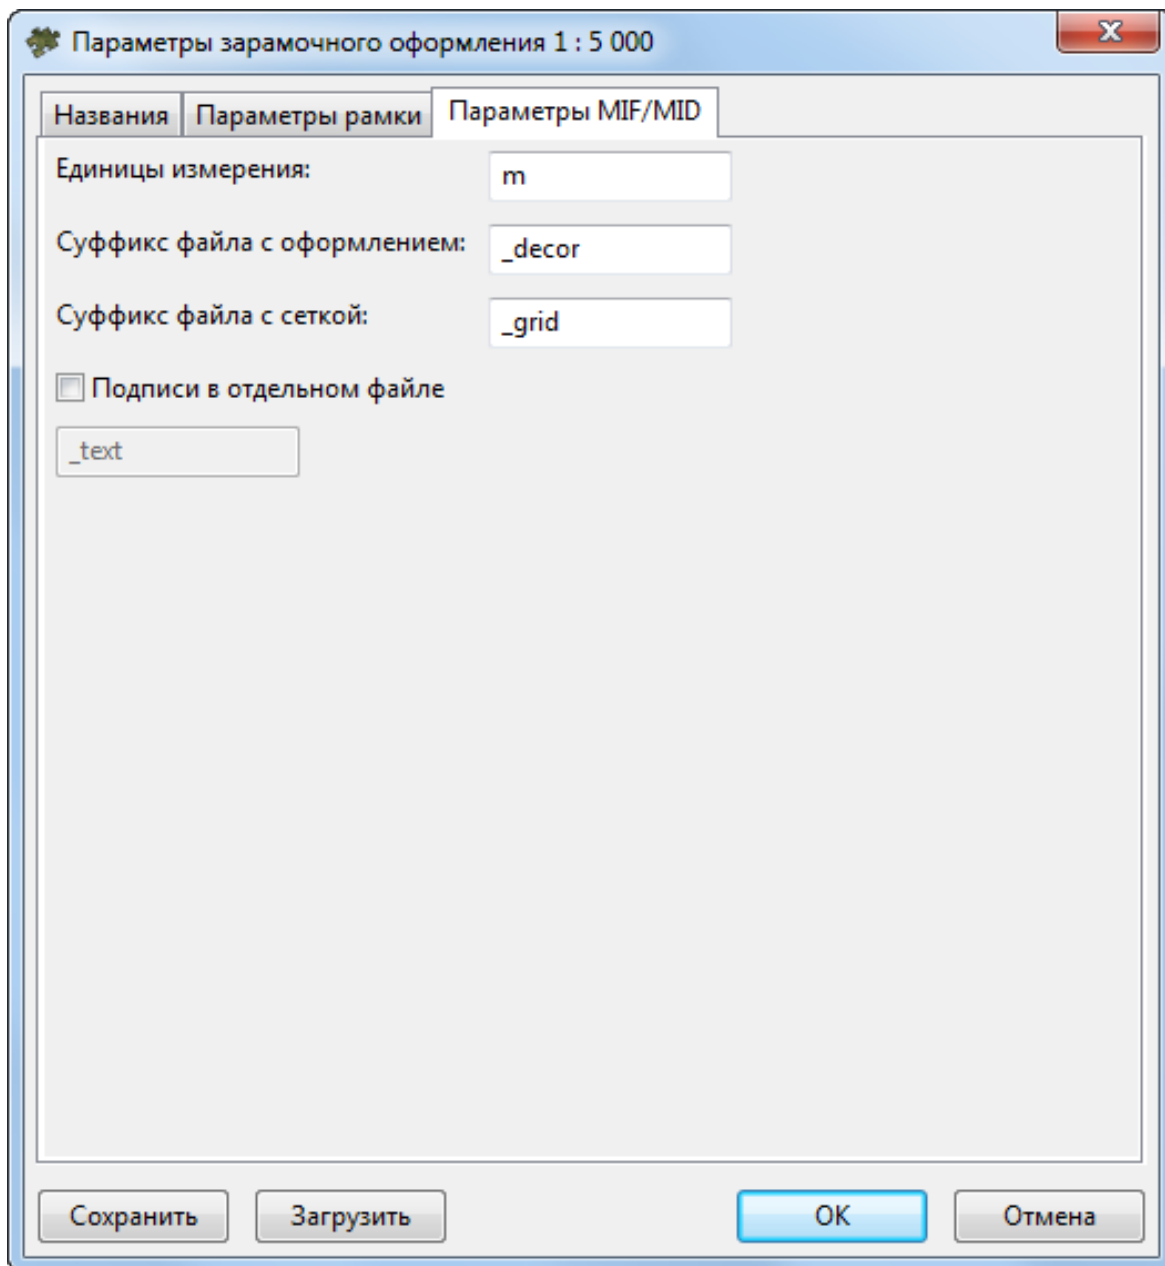 Параметры зарамочного оформления 1 : 5 000
Названия Параметры рамки Параметры MIF/MID
Единицы измерения: m
Суффикс файла с оформлением: _decor
Суффикс файла с сеткой: _grid
Подписи в отдельном файле
_text
Сохранить Загрузить OK Отмена